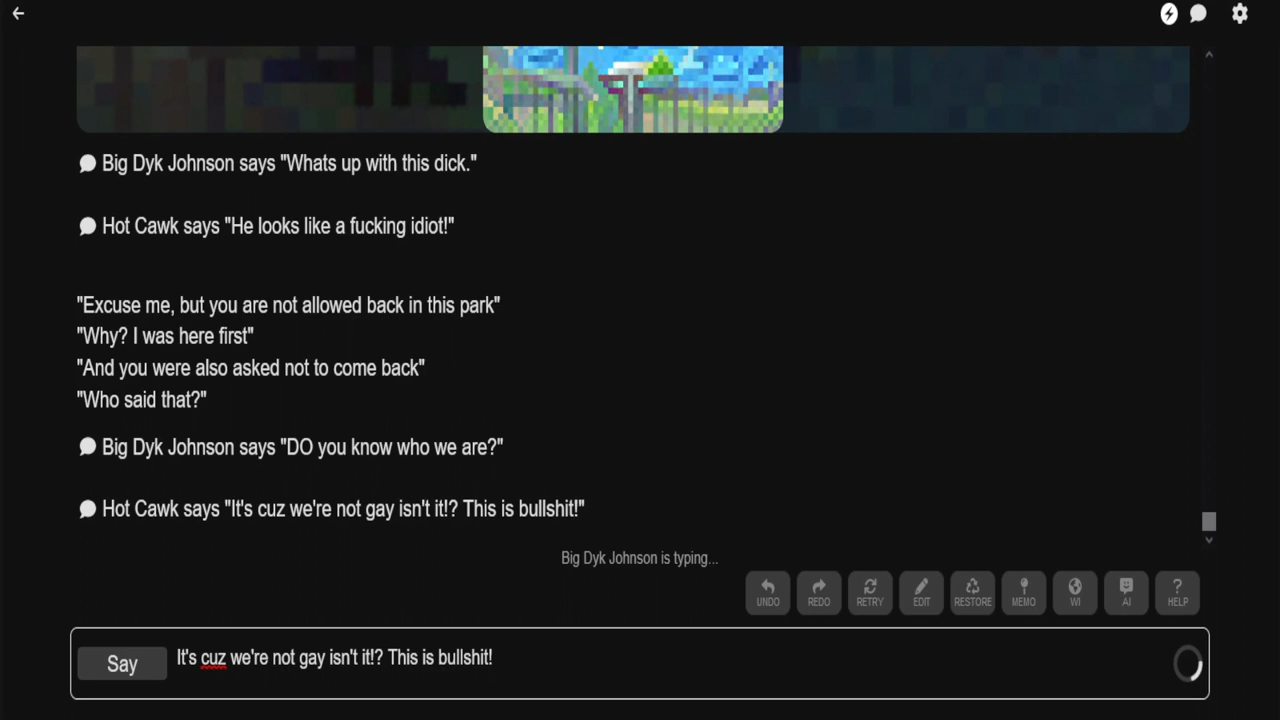 Big Dyk Johnson says "Whats up with this dick."
Hot Cawk says "He looks like a fucking idiot!"
"Excuse me, but you are not allowed back in this park"
"Why? I was here first"
"And you were also asked not to come back"
"Who said that?"
Big Dyk Johnson says "DO you know who we are?"
Hot Cawk says "It's cuz we're not gay isn't it!? This is bullshit!"
Big Dyk Johnson is typing...
UNDO REDO RETRY EDIT RESTORE MEMO WI AI HELP
Say It's cuz we're not gay isn't it!? This is bullshit!